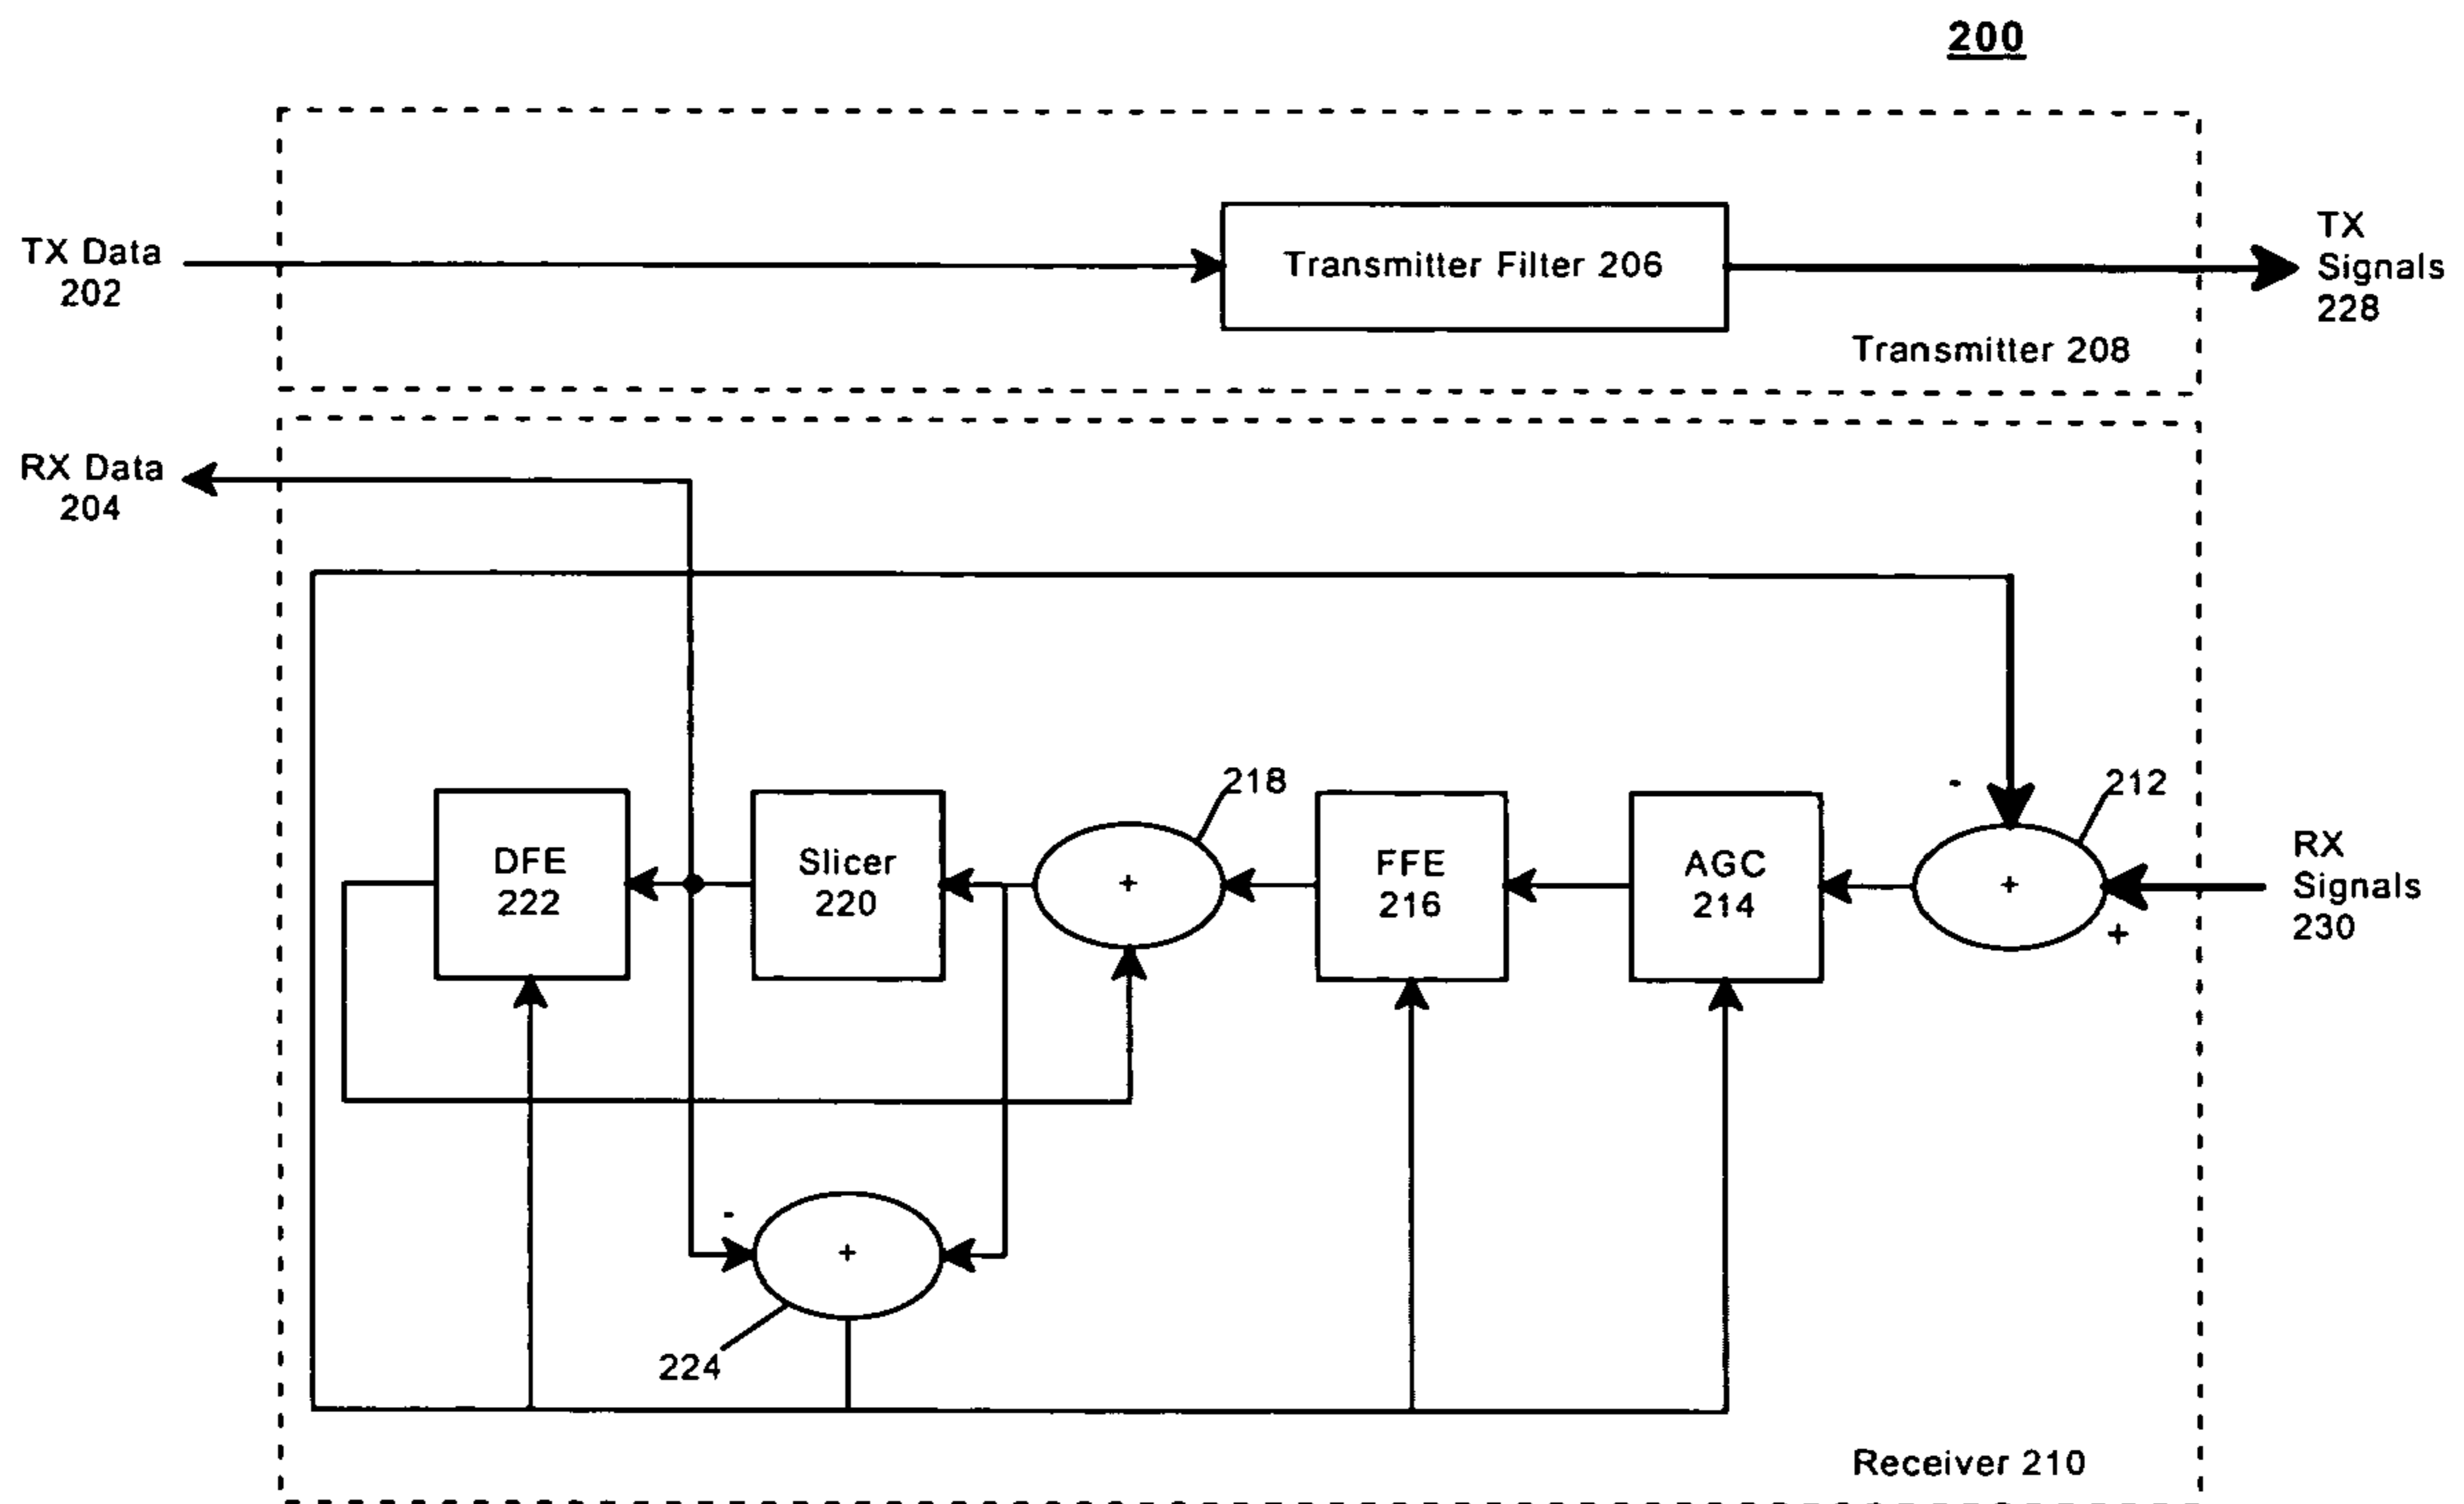 200
TX Data
202
Transmitter Filter 206
TX
Signals
228
Transmitter 208
RX Data
204
218
-
212
DFE
222
Slicer
220
+
FFE
216
AGC
214
+
RX
Signals
230
+
-
+
224
Receiver 210